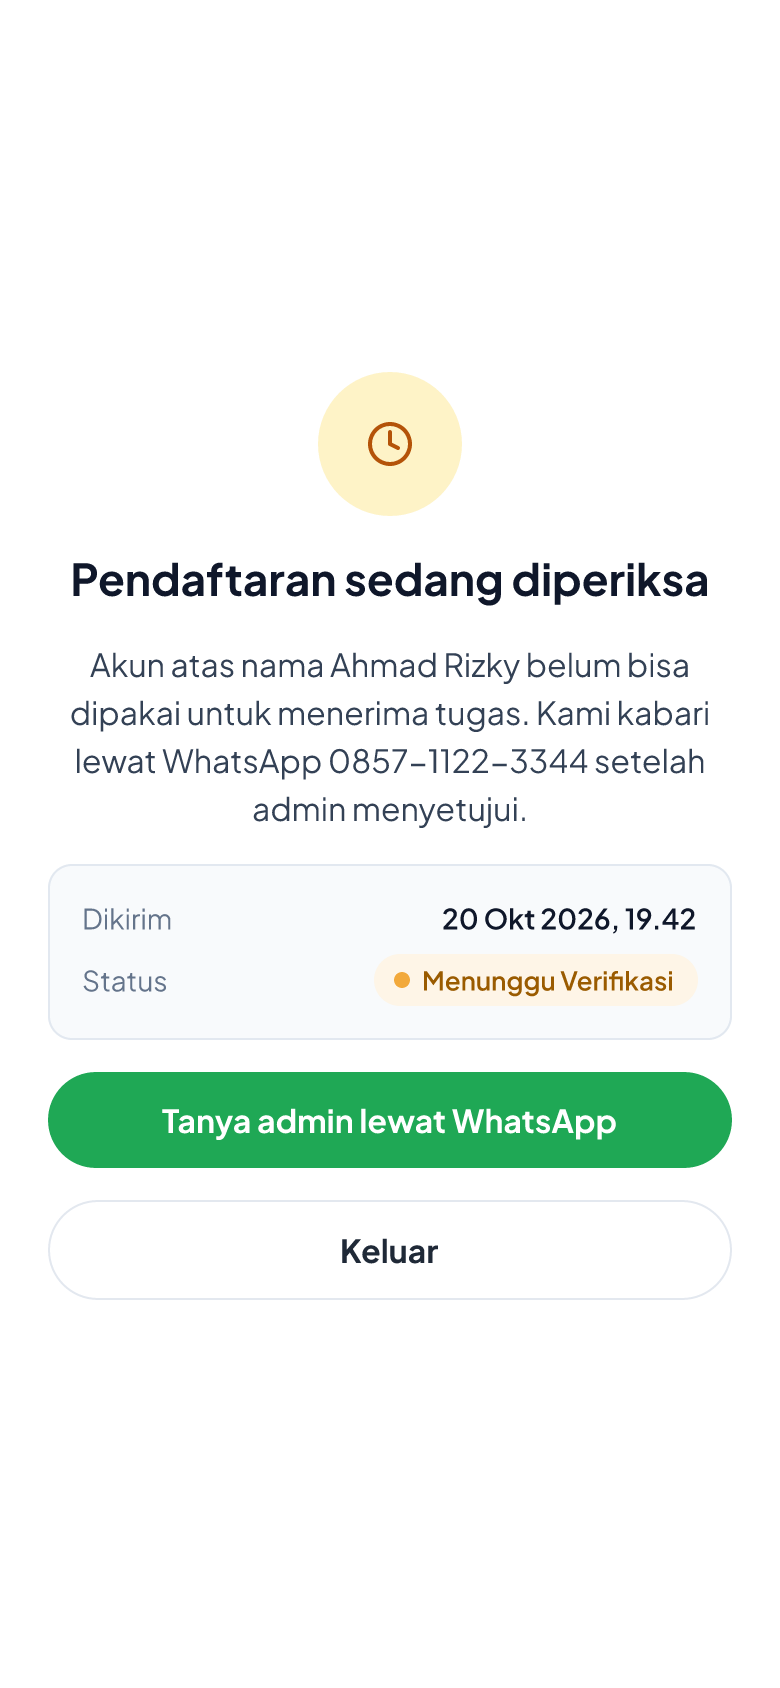 Pendaftaran sedang diperiksa
Akun atas nama Ahmad Rizky belum bisa
dipakai untuk menerima tugas. Kami kabari
lewat WhatsApp 0857-1122-3344 setelah
admin menyetujui.
Dikirim 20 Okt 2026, 19.42
Status Menunggu Verifikasi
Tanya admin lewat WhatsApp
Keluar